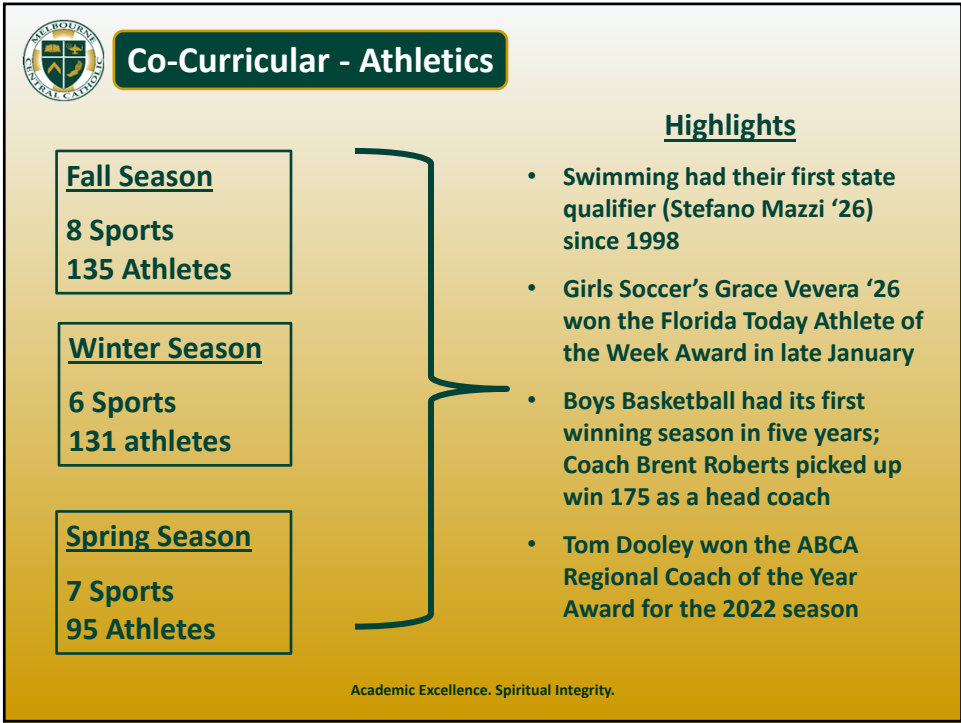 MELBOURNE
CENTRAL CATHOLIC
Co-Curricular - Athletics
Fall Season
8 Sports
135 Athletes
Winter Season
6 Sports
131 athletes
Spring Season
7 Sports
95 Athletes
Highlights
• Swimming had their first state
qualifier (Stefano Mazzi ‘26)
since 1998
• Girls Soccer’s Grace Vevera ‘26
won the Florida Today Athlete of
the Week Award in late January
• Boys Basketball had its first
winning season in five years;
Coach Brent Roberts picked up
win 175 as a head coach
• Tom Dooley won the ABCA
Regional Coach of the Year
Award for the 2022 season
Academic Excellence. Spiritual Integrity.